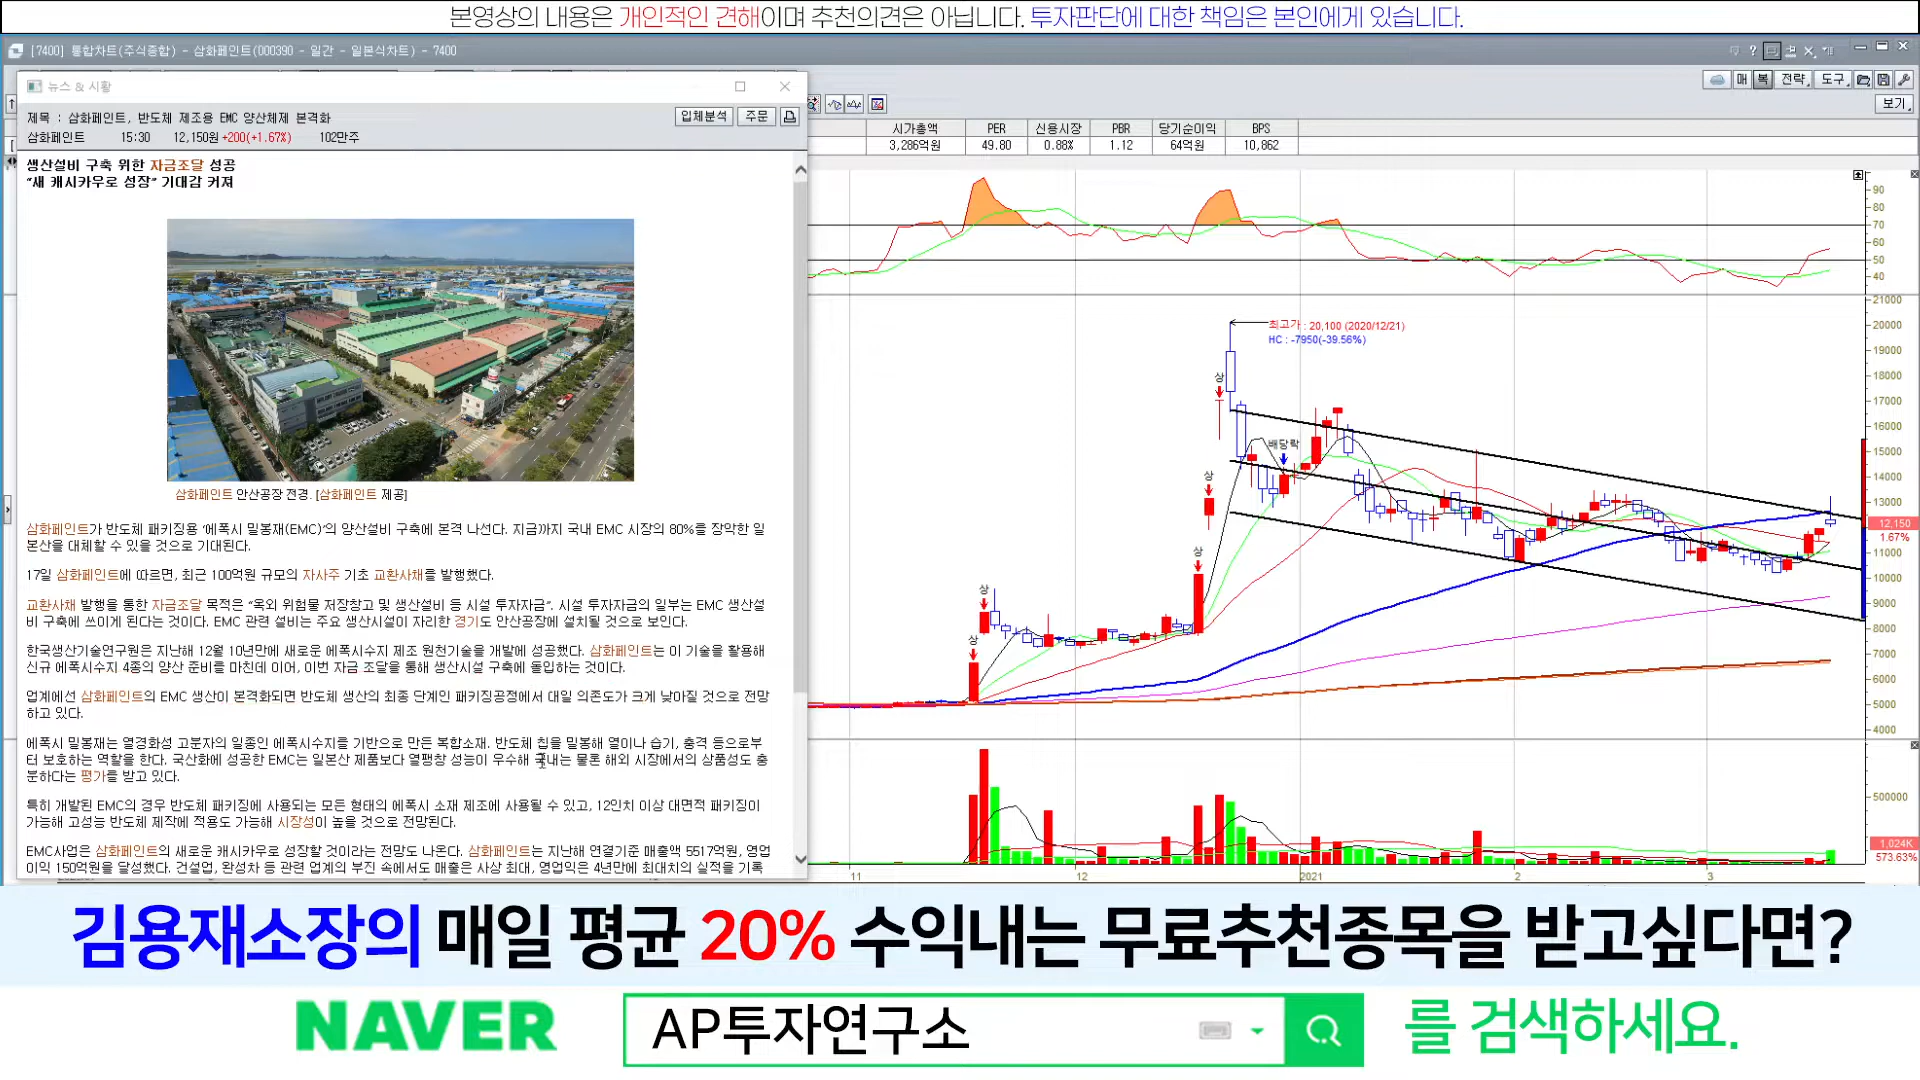 본영상의 내용은 개인적인 견해이며 추천의견은 아닙니다. 투자판단에 대한 책임은 본인에게 있습니다.
[7400] 통합차트(주식종합) - 삼화페인트(000390 - 일간 - 일본식차트) - 7400
매 복 전략 도구
보기
뉴스 & 시황
제목 : 삼화페인트, 반도체 제조용 EMC 양산체제 본격화
입체분석 주문
삼화페인트 15:30 12,150원 +200(+1.67%) 102만주
시가총액 PER 신용시장 PBR 당기순이익 BPS
3,286억원 49.80 0.88% 1.12 64억원 10,862
생산설비 구축 위한 자금조달 성공
“새 캐시카우로 성장” 기대감 커져
삼화페인트 안산공장 전경. [삼화페인트 제공]
삼화페인트가 반도체 패키징용 ‘에폭시 밀봉재(EMC)’의 양산설비 구축에 본격 나선다. 지금까지 국내 EMC 시장의 80%를 장악한 일
본산을 대체할 수 있을 것으로 기대된다.
17일 삼화페인트에 따르면, 최근 100억원 규모의 자사주 기초 교환사채를 발행했다.
교환사채 발행을 통한 자금조달 목적은 “옥외 위험물 저장창고 및 생산설비 등 시설 투자자금”. 시설 투자자금의 일부는 EMC 생산설
비 구축에 쓰이게 된다는 것이다. EMC 관련 설비는 주요 생산시설이 자리한 경기도 안산공장에 설치될 것으로 보인다.
한국생산기술연구원은 지난해 12월 10년만에 새로운 에폭시수지 제조 원천기술을 개발에 성공했다. 삼화페인트는 이 기술을 활용해
신규 에폭시수지 4종의 양산 준비를 마친데 이어, 이번 자금 조달을 통해 생산시설 구축에 돌입하는 것이다.
업계에선 삼화페인트의 EMC 생산이 본격화되면 반도체 생산의 최종 단계인 패키징공정에서 대일 의존도가 크게 낮아질 것으로 전망
하고 있다.
에폭시 밀봉재는 열경화성 고분자의 일종인 에폭시수지를 기반으로 만든 복합소재. 반도체 칩을 밀봉해 열이나 습기, 충격 등으로부
터 보호하는 역할을 한다. 국산화에 성공한 EMC는 일본산 제품보다 열팽창 성능이 우수해 국내는 물론 해외 시장에서의 상품성도 충
분하다는 평가를 받고 있다.
특히 개발된 EMC의 경우 반도체 패키징에 사용되는 모든 형태의 에폭시 소재 제조에 사용될 수 있고, 12인치 이상 대면적 패키징이
가능해 고성능 반도체 제작에 적용도 가능해 시장성이 높을 것으로 전망된다.
EMC사업은 삼화페인트의 새로운 캐시카우로 성장할 것이라는 전망도 나온다. 삼화페인트는 지난해 연결기준 매출액 5517억원, 영업
이익 150억원을 달성했다. 건설업, 완성차 등 관련 업계의 부진 속에서도 매출은 사상 최대, 영업익은 4년만에 최대치의 실적을 기록
90
80
70
60
50
40
최고가 : 20,100 (2020/12/21)
HC : -7950(-39.56%)
상
상
상
상
상
배당락
21000
20000
19000
18000
17000
16000
15000
14000
13000
12,150
1.67%
11000
10000
9000
8000
7000
6000
5000
4000
500000
1,024K
573.63%
11 12 2021 2 3
김용재소장의 매일 평균 20% 수익내는 무료추천종목을 받고싶다면?
NAVER AP투자연구소 를 검색하세요.